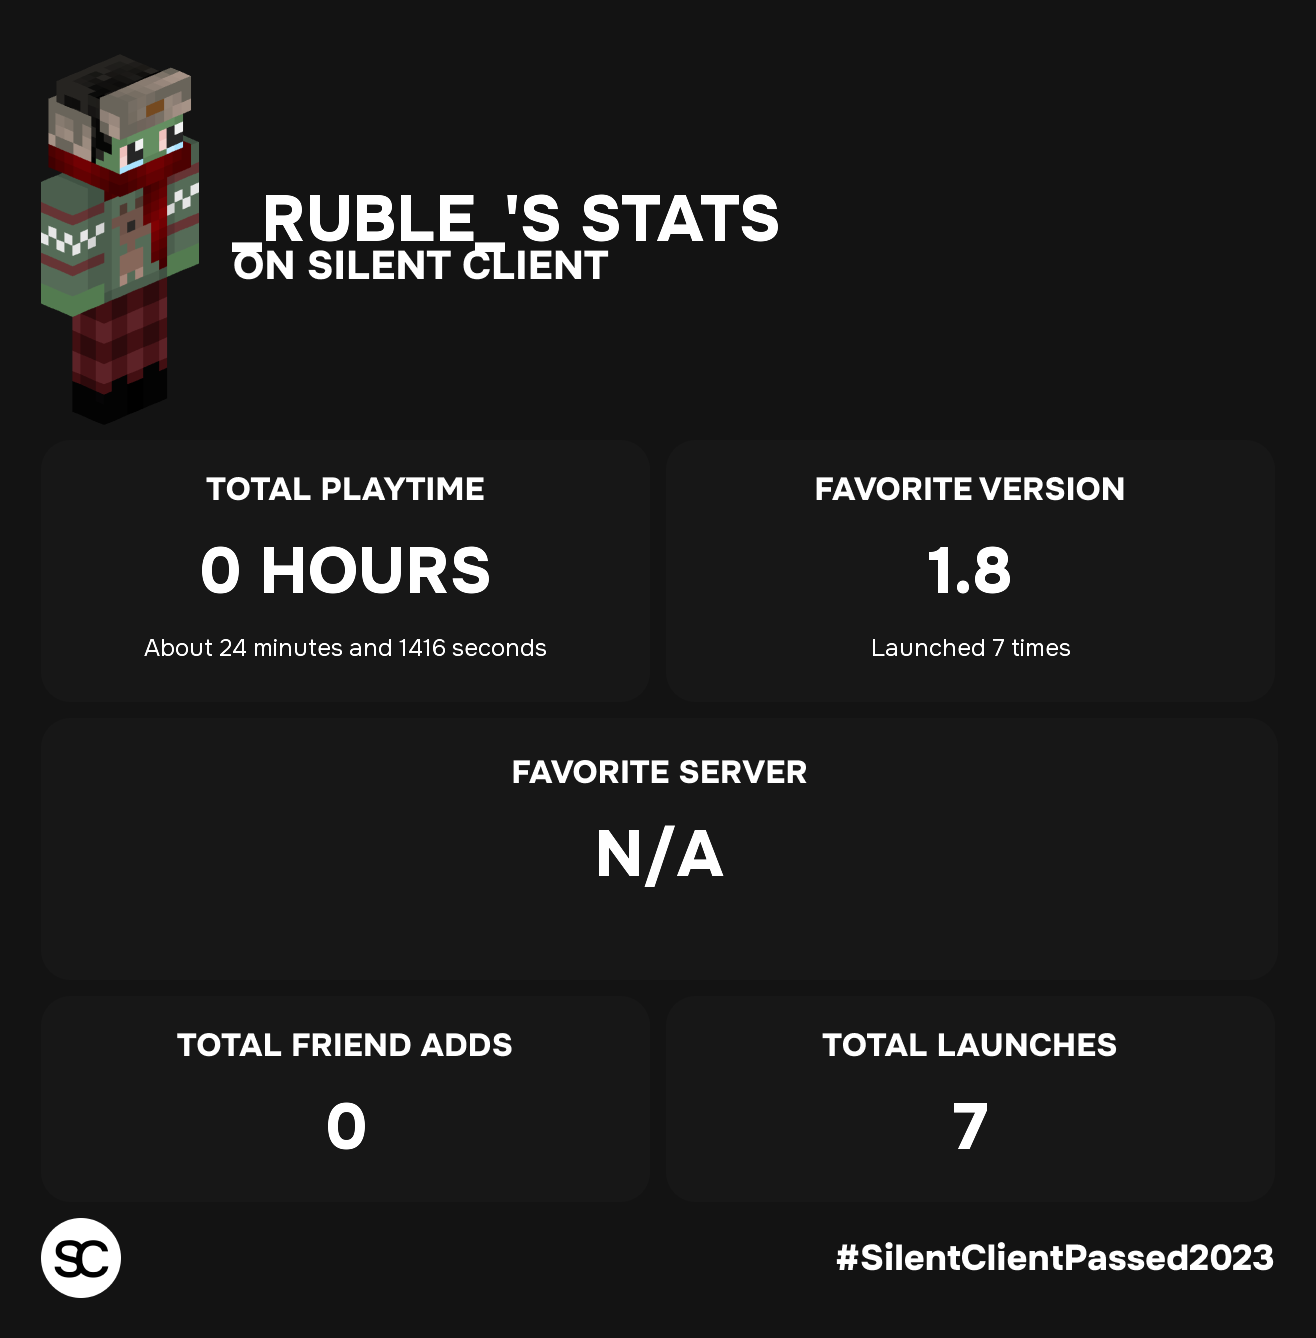 _RUBLE_'S STATS
ON SILENT CLIENT
TOTAL PLAYTIME
0 HOURS
About 24 minutes and 1416 seconds
FAVORITE VERSION
1.8
Launched 7 times
FAVORITE SERVER
N/A
TOTAL FRIEND ADDS
0
TOTAL LAUNCHES
7
SC
#SilentClientPassed2023